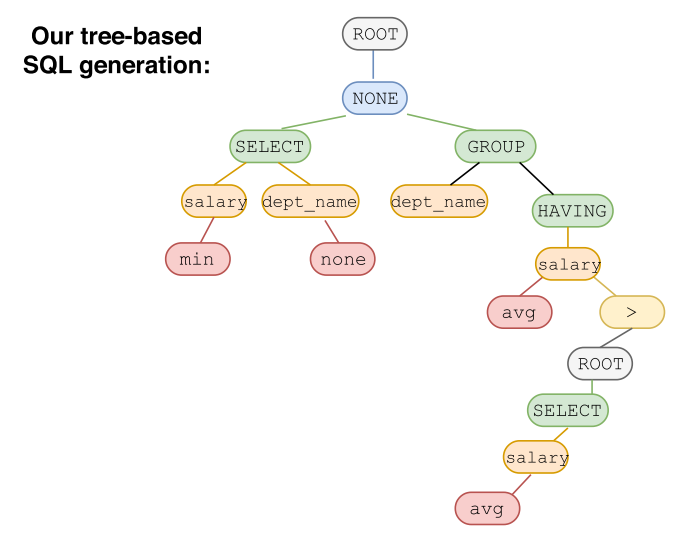 Our tree-based
SQL generation:
ROOT
NONE
SELECT
GROUP
salary
dept_name
dept_name
HAVING
min
none
salary
avg
>
ROOT
SELECT
salary
avg